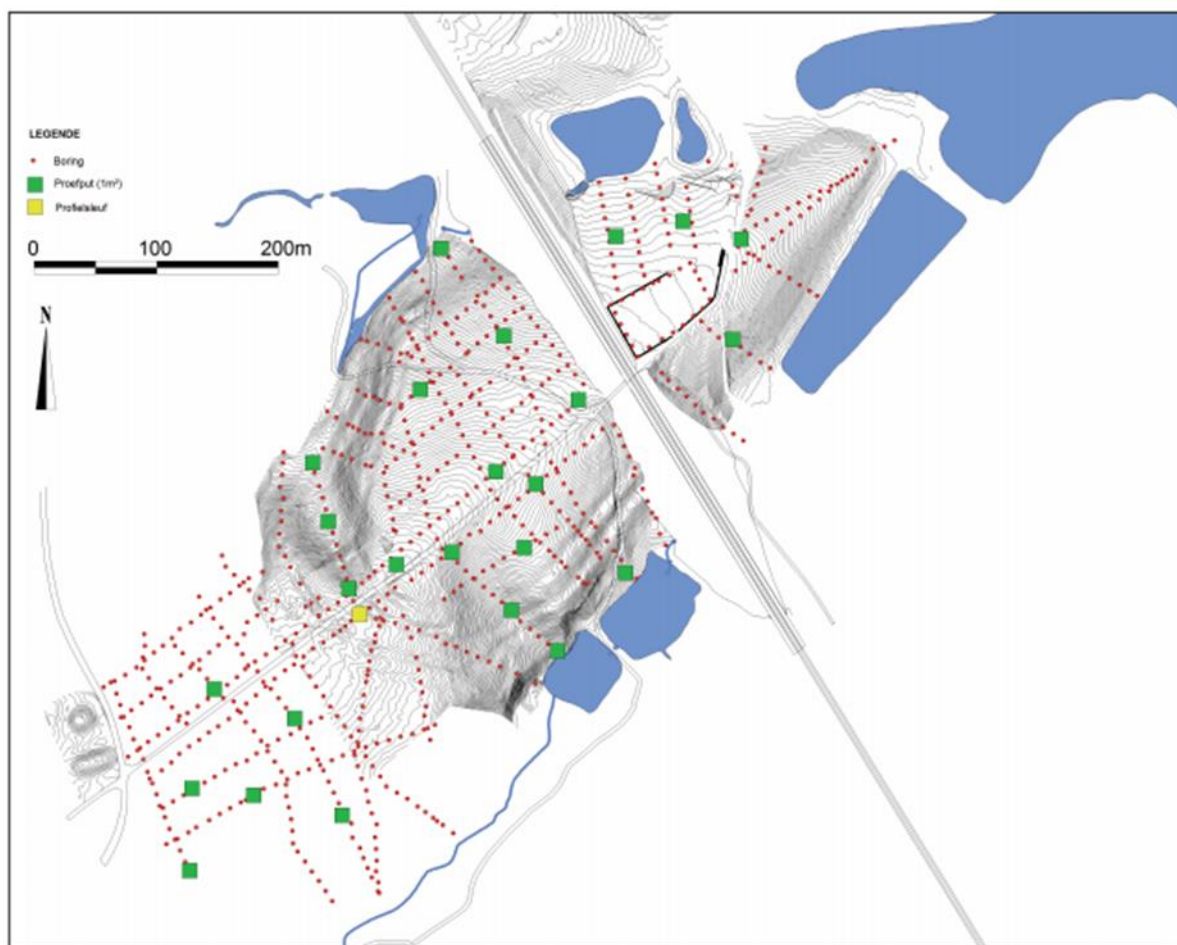 LEGENDE
Boring
Proefput (1m²)
Profielsleuf
0 100 200m
N